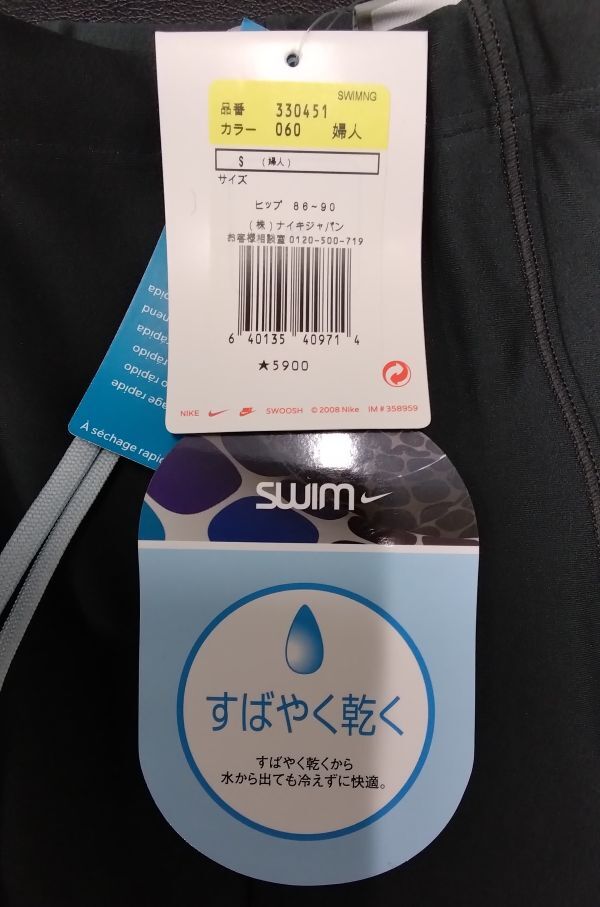 SWIMNG
品番 330451
カラー 060 婦人
S (婦人)
サイズ
ヒップ 86~90
(株)ナイキジャパン
お客様相談室 0120-500-719
6 40135 40971 4
★5900
NIKE SWOOSH © 2008 Nike IM # 358959
rápida
rápido
À séchage rapid
swim
すばやく乾く
すばやく乾くから
水から出ても冷えずに快適。